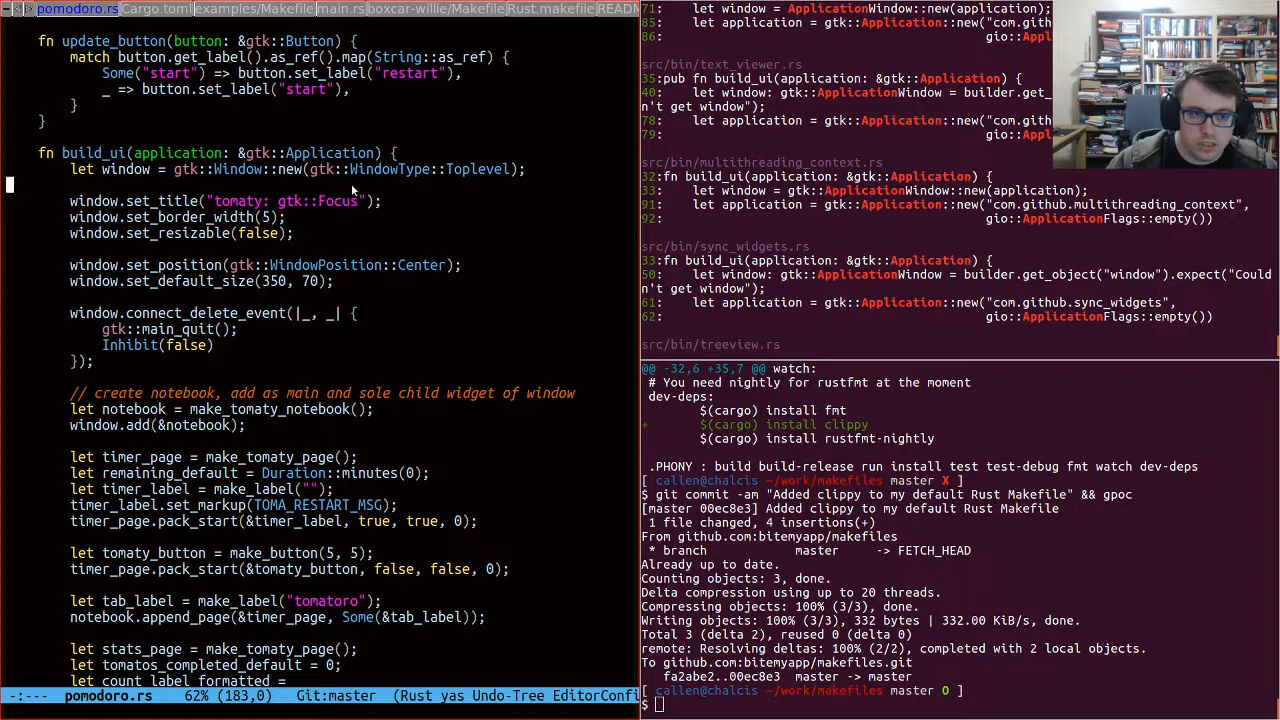 pomodoro.rs Cargo.toml examples/Makefile main.rs boxcar-willie/Makefile Rust.makefile READM
fn update_button(button: &gtk::Button) {
match button.get_label().as_ref().map(String::as_ref) {
Some("start") => button.set_label("restart"),
_ => button.set_label("start"),
}
}
fn build_ui(application: &gtk::Application) {
let window = gtk::Window::new(gtk::WindowType::Toplevel);
window.set_title("tomaty: gtk::Focus");
window.set_border_width(5);
window.set_resizable(false);
window.set_position(gtk::WindowPosition::Center);
window.set_default_size(350, 70);
window.connect_delete_event(|_, _| {
gtk::main_quit();
Inhibit(false)
});
// create notebook, add as main and sole child widget of window
let notebook = make_tomaty_notebook();
window.add(&notebook);
let timer_page = make_tomaty_page();
let remaining_default = Duration::minutes(0);
let timer_label = make_label("");
timer_label.set_markup(TOMA_RESTART_MSG);
timer_page.pack_start(&timer_label, true, true, 0);
let tomaty_button = make_button(5, 5);
timer_page.pack_start(&tomaty_button, false, false, 0);
let tab_label = make_label("tomatoro");
notebook.append_page(&timer_page, Some(&tab_label));
let stats_page = make_tomaty_page();
let tomatos_completed_default = 0;
let count_label_formatted =
-:--- pomodoro.rs 62% (183,0) Git:master (Rust yas Undo-Tree EditorConfi
71: let window = ApplicationWindow::new(application);
85: let application = gtk::Application::new("com.gith
86: gio::Appl
src/bin/text_viewer.rs
35:pub fn build_ui(application: &gtk::Application) {
40: let window: gtk::ApplicationWindow = builder.get_
n't get window");
78: let application = gtk::Application::new("com.gith
79: gio::Appl
src/bin/multithreading_context.rs
32:fn build_ui(application: &gtk::Application) {
33: let window = gtk::ApplicationWindow::new(application);
91: let application = gtk::Application::new("com.github.multithreading_context",
92: gio::ApplicationFlags::empty())
src/bin/sync_widgets.rs
33:fn build_ui(application: &gtk::Application) {
50: let window: gtk::ApplicationWindow = builder.get_object("window").expect("Could
n't get window");
61: let application = gtk::Application::new("com.github.sync_widgets",
62: gio::ApplicationFlags::empty())
src/bin/treeview.rs
@@ -32,6 +35,7 @@ watch:
# You need nightly for rustfmt at the moment
dev-deps:
$(cargo) install fmt
+ $(cargo) install clippy
$(cargo) install rustfmt-nightly
.PHONY : build build-release run install test test-debug fmt watch dev-deps
[ callen@chalcis ~/work/makefiles master X ]
$ git commit -am "Added clippy to my default Rust Makefile" && gpoc
[master 00ec8e3] Added clippy to my default Rust Makefile
1 file changed, 4 insertions(+)
From github.com:bitemyapp/makefiles
* branch master -> FETCH_HEAD
Already up to date.
Counting objects: 3, done.
Delta compression using up to 20 threads.
Compressing objects: 100% (3/3), done.
Writing objects: 100% (3/3), 332 bytes | 332.00 KiB/s, done.
Total 3 (delta 2), reused 0 (delta 0)
remote: Resolving deltas: 100% (2/2), completed with 2 local objects.
To github.com:bitemyapp/makefiles.git
fa2abe2..00ec8e3 master -> master
[ callen@chalcis ~/work/makefiles master O ]
$